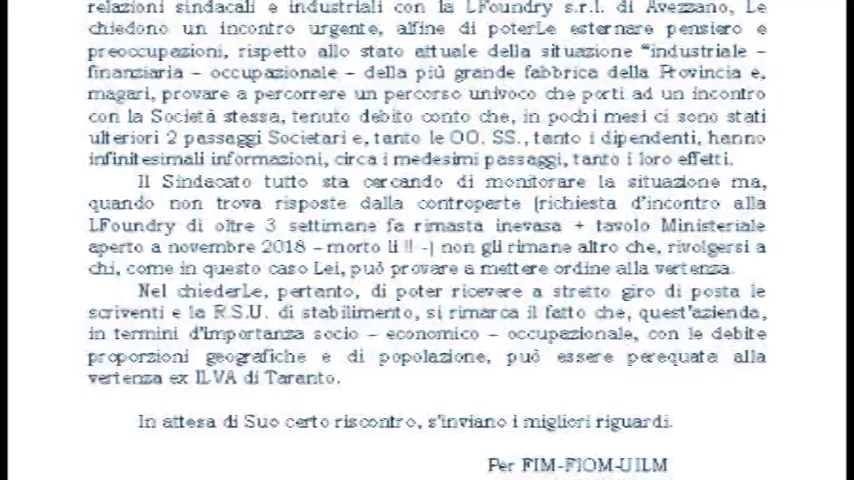 relazioni sindacali e industriali con la LFoundry s.r.l. di Avezzano, Le
chiedono un incontro urgente, alfine di poterLe esternare pensiero e
preoccupazioni, rispetto allo stato attuale della situazione "industriale –
finanziaria – occupazionale – della più grande fabbrica della Provincia e,
magari, provare a percorrere un percorso univoco che porti ad un incontro
con la Società stessa, tenuto debito conto che, in pochi mesi ci sono stati
ulteriori 2 passaggi Societari e, tanto le OO. SS., tanto i dipendenti, hanno
infinitesimali informazioni, circa i medesimi passaggi, tanto i loro effetti.
Il Sindacato tutto sta cercando di monitorare la situazione ma,
quando non trova risposte dalla controparte (richiesta d'incontro alla
LFoundry di oltre 3 settimane fa rimasta inevasa + tavolo Ministeriale
aperto a novembre 2018 – morto li !! -) non gli rimane altro che, rivolgersi a
chi, come in questo caso Lei, può provare a mettere ordine alla vertenza.
Nel chiederLe, pertanto, di poter ricevere a stretto giro di posta le
scriventi e la R.S.U. di stabilimento, si rimarca il fatto che, quest'azienda,
in termini d'importanza socio – economico – occupazionale, con le debite
proporzioni geografiche e di popolazione, può essere perequata alla
vertenza ex ILVA di Taranto.
In attesa di Suo certo riscontro, s'inviano i migliori riguardi.
Per FIM-FIOM-UILM